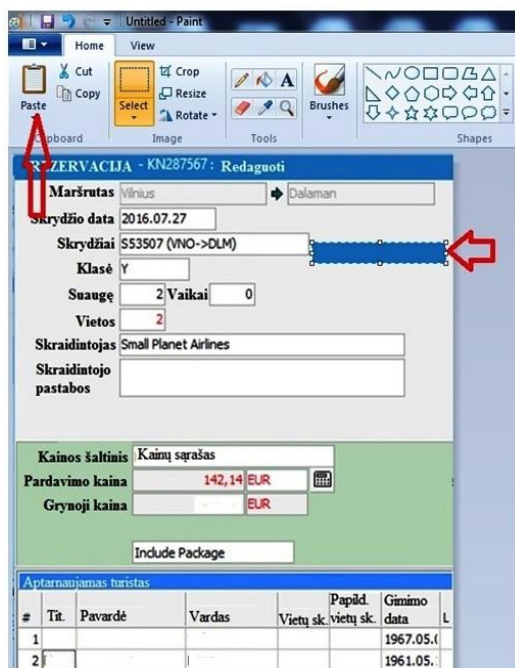 Untitled - Paint
Home View
Paste
Cut
Copy
Select
Crop
Resize
Rotate
A
Brushes
Clipboard Image Tools Shapes
REZERVACIJA - KN287567: Redaguoti
Maršrutas Vilnius Dalaman
Skrydžio data 2016.07.27
Skrydžiai S53507 (VNO->DLM)
Klasė Y
Suaugę 2 Vaikai 0
Vietos 2
Skraidintojas Small Planet Airlines
Skraidintojo
pastabos
Kainos šaltinis Kainų sąrašas
Pardavimo kaina 142,14 EUR
Grynoji kaina EUR
Include Package
Aptarnaujamas turistas
# Tit. Pavardė Vardas Vietų sk. Papild. vietų sk. Gimimo data L
1 1967.05.(
2 1961.05.